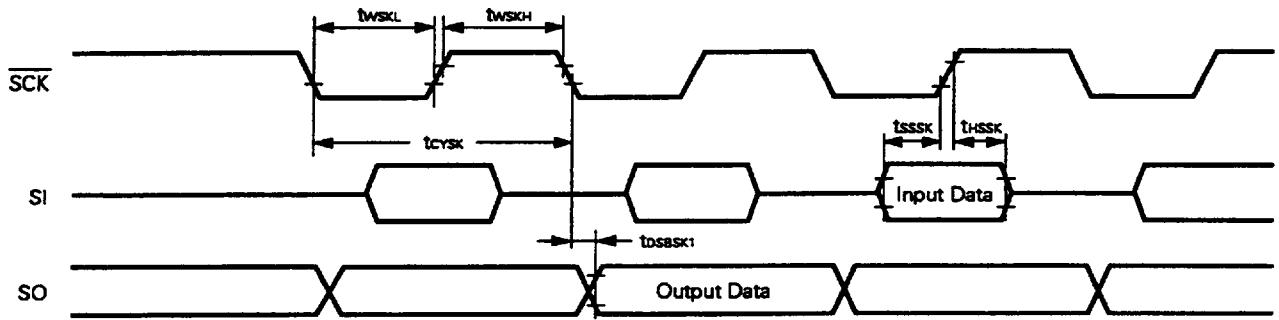 tWSKL
tWSKH
SCK
tSSSK
tHSSK
tCYSK
SI
Input Data
tDSBSK1
SO
Output Data